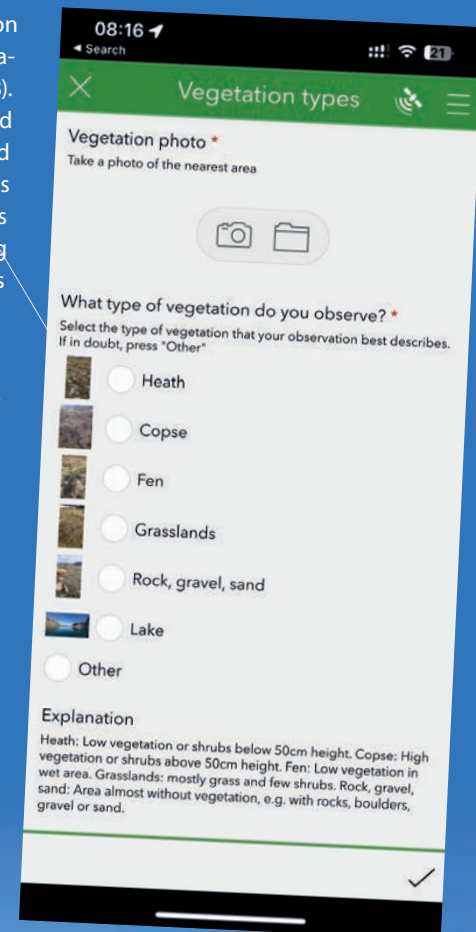 on
a-
).
d
d
s
s
g
s
08:16
Search
21
Vegetation types
Vegetation photo *
Take a photo of the nearest area
What type of vegetation do you observe? *
Select the type of vegetation that your observation best describes.
If in doubt, press "Other"
Heath
Copse
Fen
Grasslands
Rock, gravel, sand
Lake
Other
Explanation
Heath: Low vegetation or shrubs below 50cm height. Copse: High
vegetation or shrubs above 50cm height. Fen: Low vegetation in
wet area. Grasslands: mostly grass and few shrubs. Rock, gravel,
sand: Area almost without vegetation, e.g. with rocks, boulders,
gravel or sand.